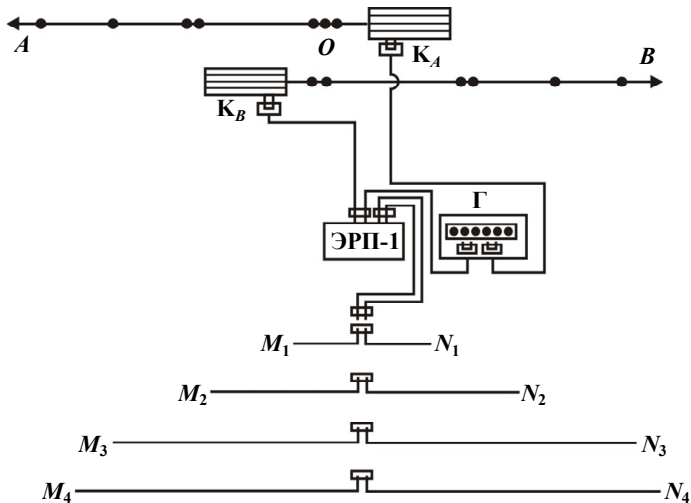 A O K_A
K_B B
Г
ЭРП-1
M₁ N₁
M₂ N₂
M₃ N₃
M₄ N₄